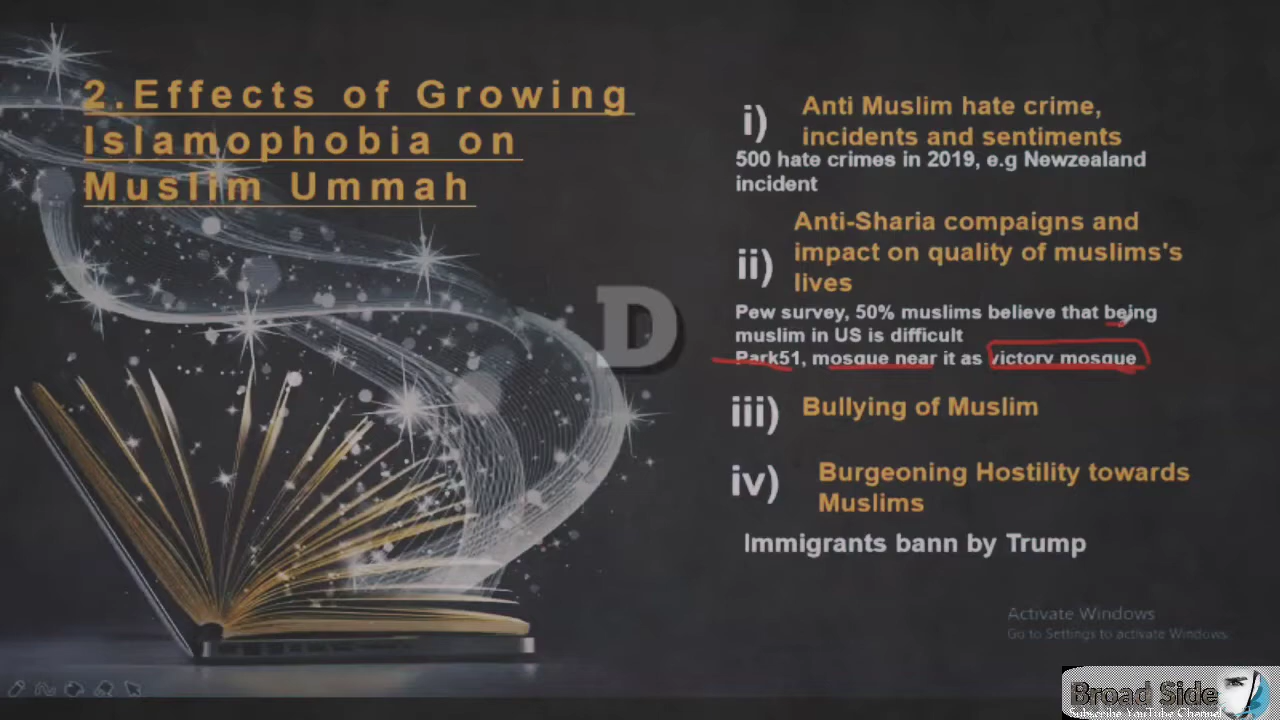 2.Effects of Growing
Islamophobia on
Muslim Ummah
i)
Anti Muslim hate crime,
incidents and sentiments
500 hate crimes in 2019, e.g Newzealand
incident
ii)
Anti-Sharia compaigns and
impact on quality of muslims's
lives
Pew survey, 50% muslims believe that being
muslim in US is difficult
Park51, mosque near it as victory mosque
iii)
Bullying of Muslim
iv)
Burgeoning Hostility towards
Muslims
Immigrants bann by Trump
D
Activate Windows
Go to Settings to activate Windows.
Broad Side
Subscribe YouTube Channel